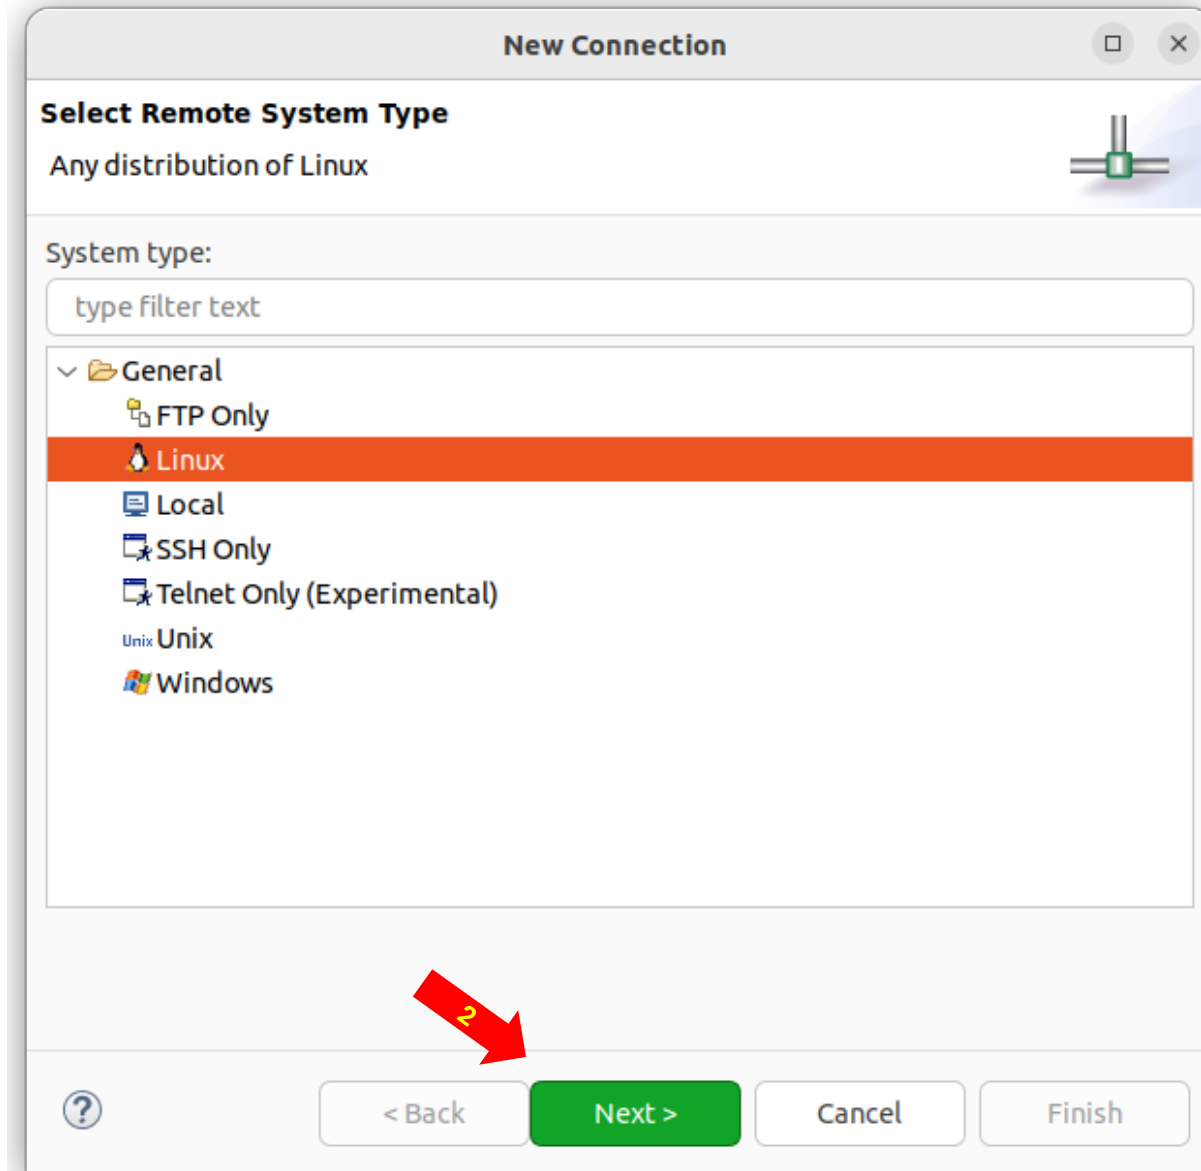 New Connection
Select Remote System Type
Any distribution of Linux
System type:
type filter text
General
FTP Only
Linux
Local
SSH Only
Telnet Only (Experimental)
Unix Unix
Windows
2
? < Back Next > Cancel Finish